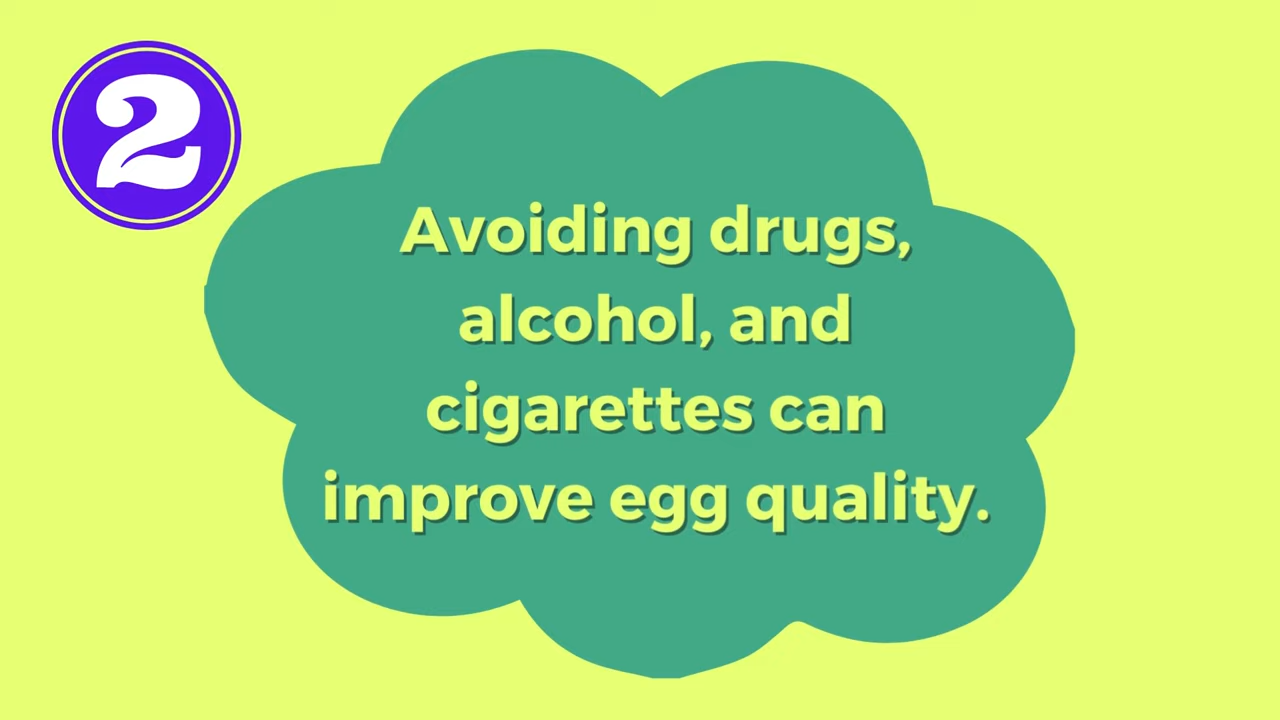 2
Avoiding drugs,
alcohol, and
cigarettes can
improve egg quality.